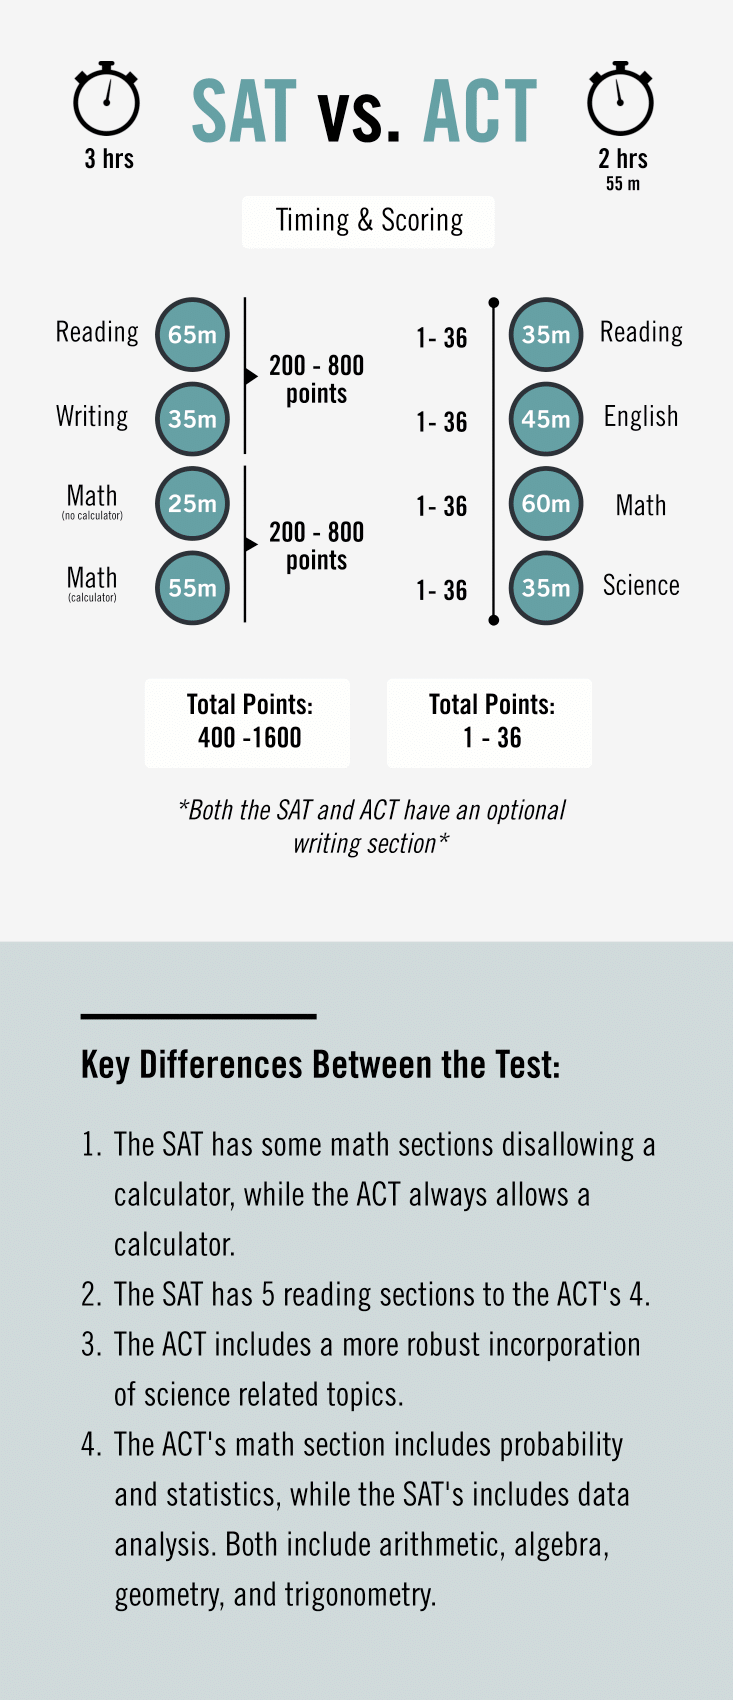 SAT vs. ACT
3 hrs
2 hrs
55 m
Timing & Scoring
Reading 65m
Writing 35m
200 - 800
points
Math 25m
(no calculator)
Math 55m
(calculator)
200 - 800
points
1- 36 35m Reading
1- 36 45m English
1- 36 60m Math
1- 36 35m Science
Total Points:
400 -1600
Total Points:
1 - 36
*Both the SAT and ACT have an optional
writing section*
Key Differences Between the Test:
1. The SAT has some math sections disallowing a
calculator, while the ACT always allows a
calculator.
2. The SAT has 5 reading sections to the ACT's 4.
3. The ACT includes a more robust incorporation
of science related topics.
4. The ACT's math section includes probability
and statistics, while the SAT's includes data
analysis. Both include arithmetic, algebra,
geometry, and trigonometry.